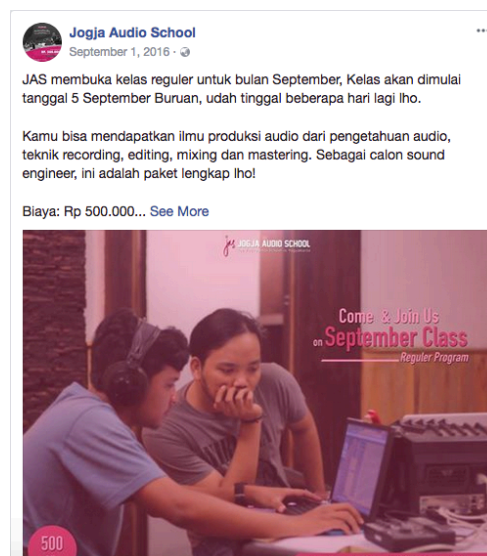 Jogja Audio School
September 1, 2016 ·
JAS membuka kelas reguler untuk bulan September, Kelas akan dimulai
tanggal 5 September Buruan, udah tinggal beberapa hari lagi lho.
Kamu bisa mendapatkan ilmu produksi audio dari pengetahuan audio,
teknik recording, editing, mixing dan mastering. Sebagai calon sound
engineer, ini adalah paket lengkap lho!
Biaya: Rp 500.000... See More
JOGJA AUDIO SCHOOL
Come & Join Us
on September Class
Reguler Program
500